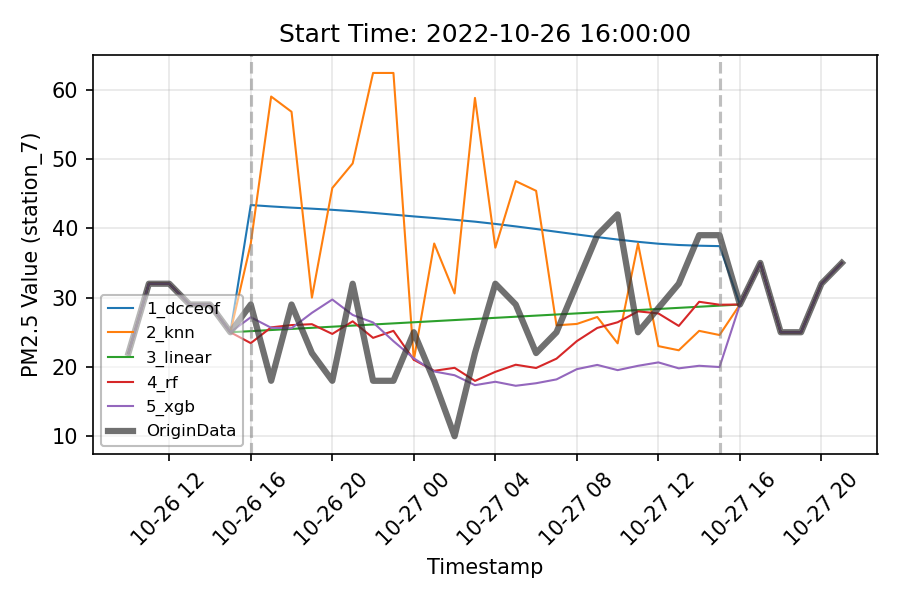 Start Time: 2022-10-26 16:00:00
PM2.5 Value (station_7)
60
50
40
30
20
10
1_dcceof
2_knn
3_linear
4_rf
5_xgb
OriginData
10-26 12
10-26 16
10-26 20
10-27 00
10-27 04
10-27 08
10-27 12
10-27 16
10-27 20
Timestamp